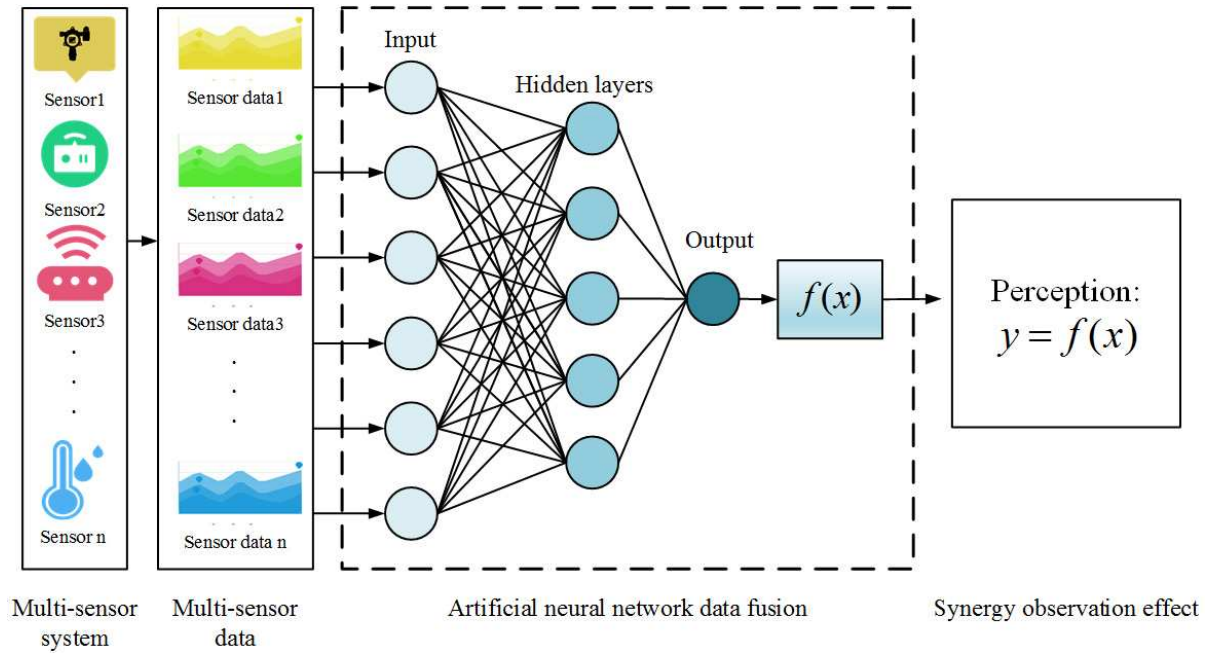 Sensor1
Sensor2
Sensor3
Sensor n
Sensor data1
Sensor data2
Sensor data3
Sensor data n
Input
Hidden layers
Output
f(x)
Perception:
y = f(x)
Multi-sensor
system
Multi-sensor
data
Artificial neural network data fusion
Synergy observation effect